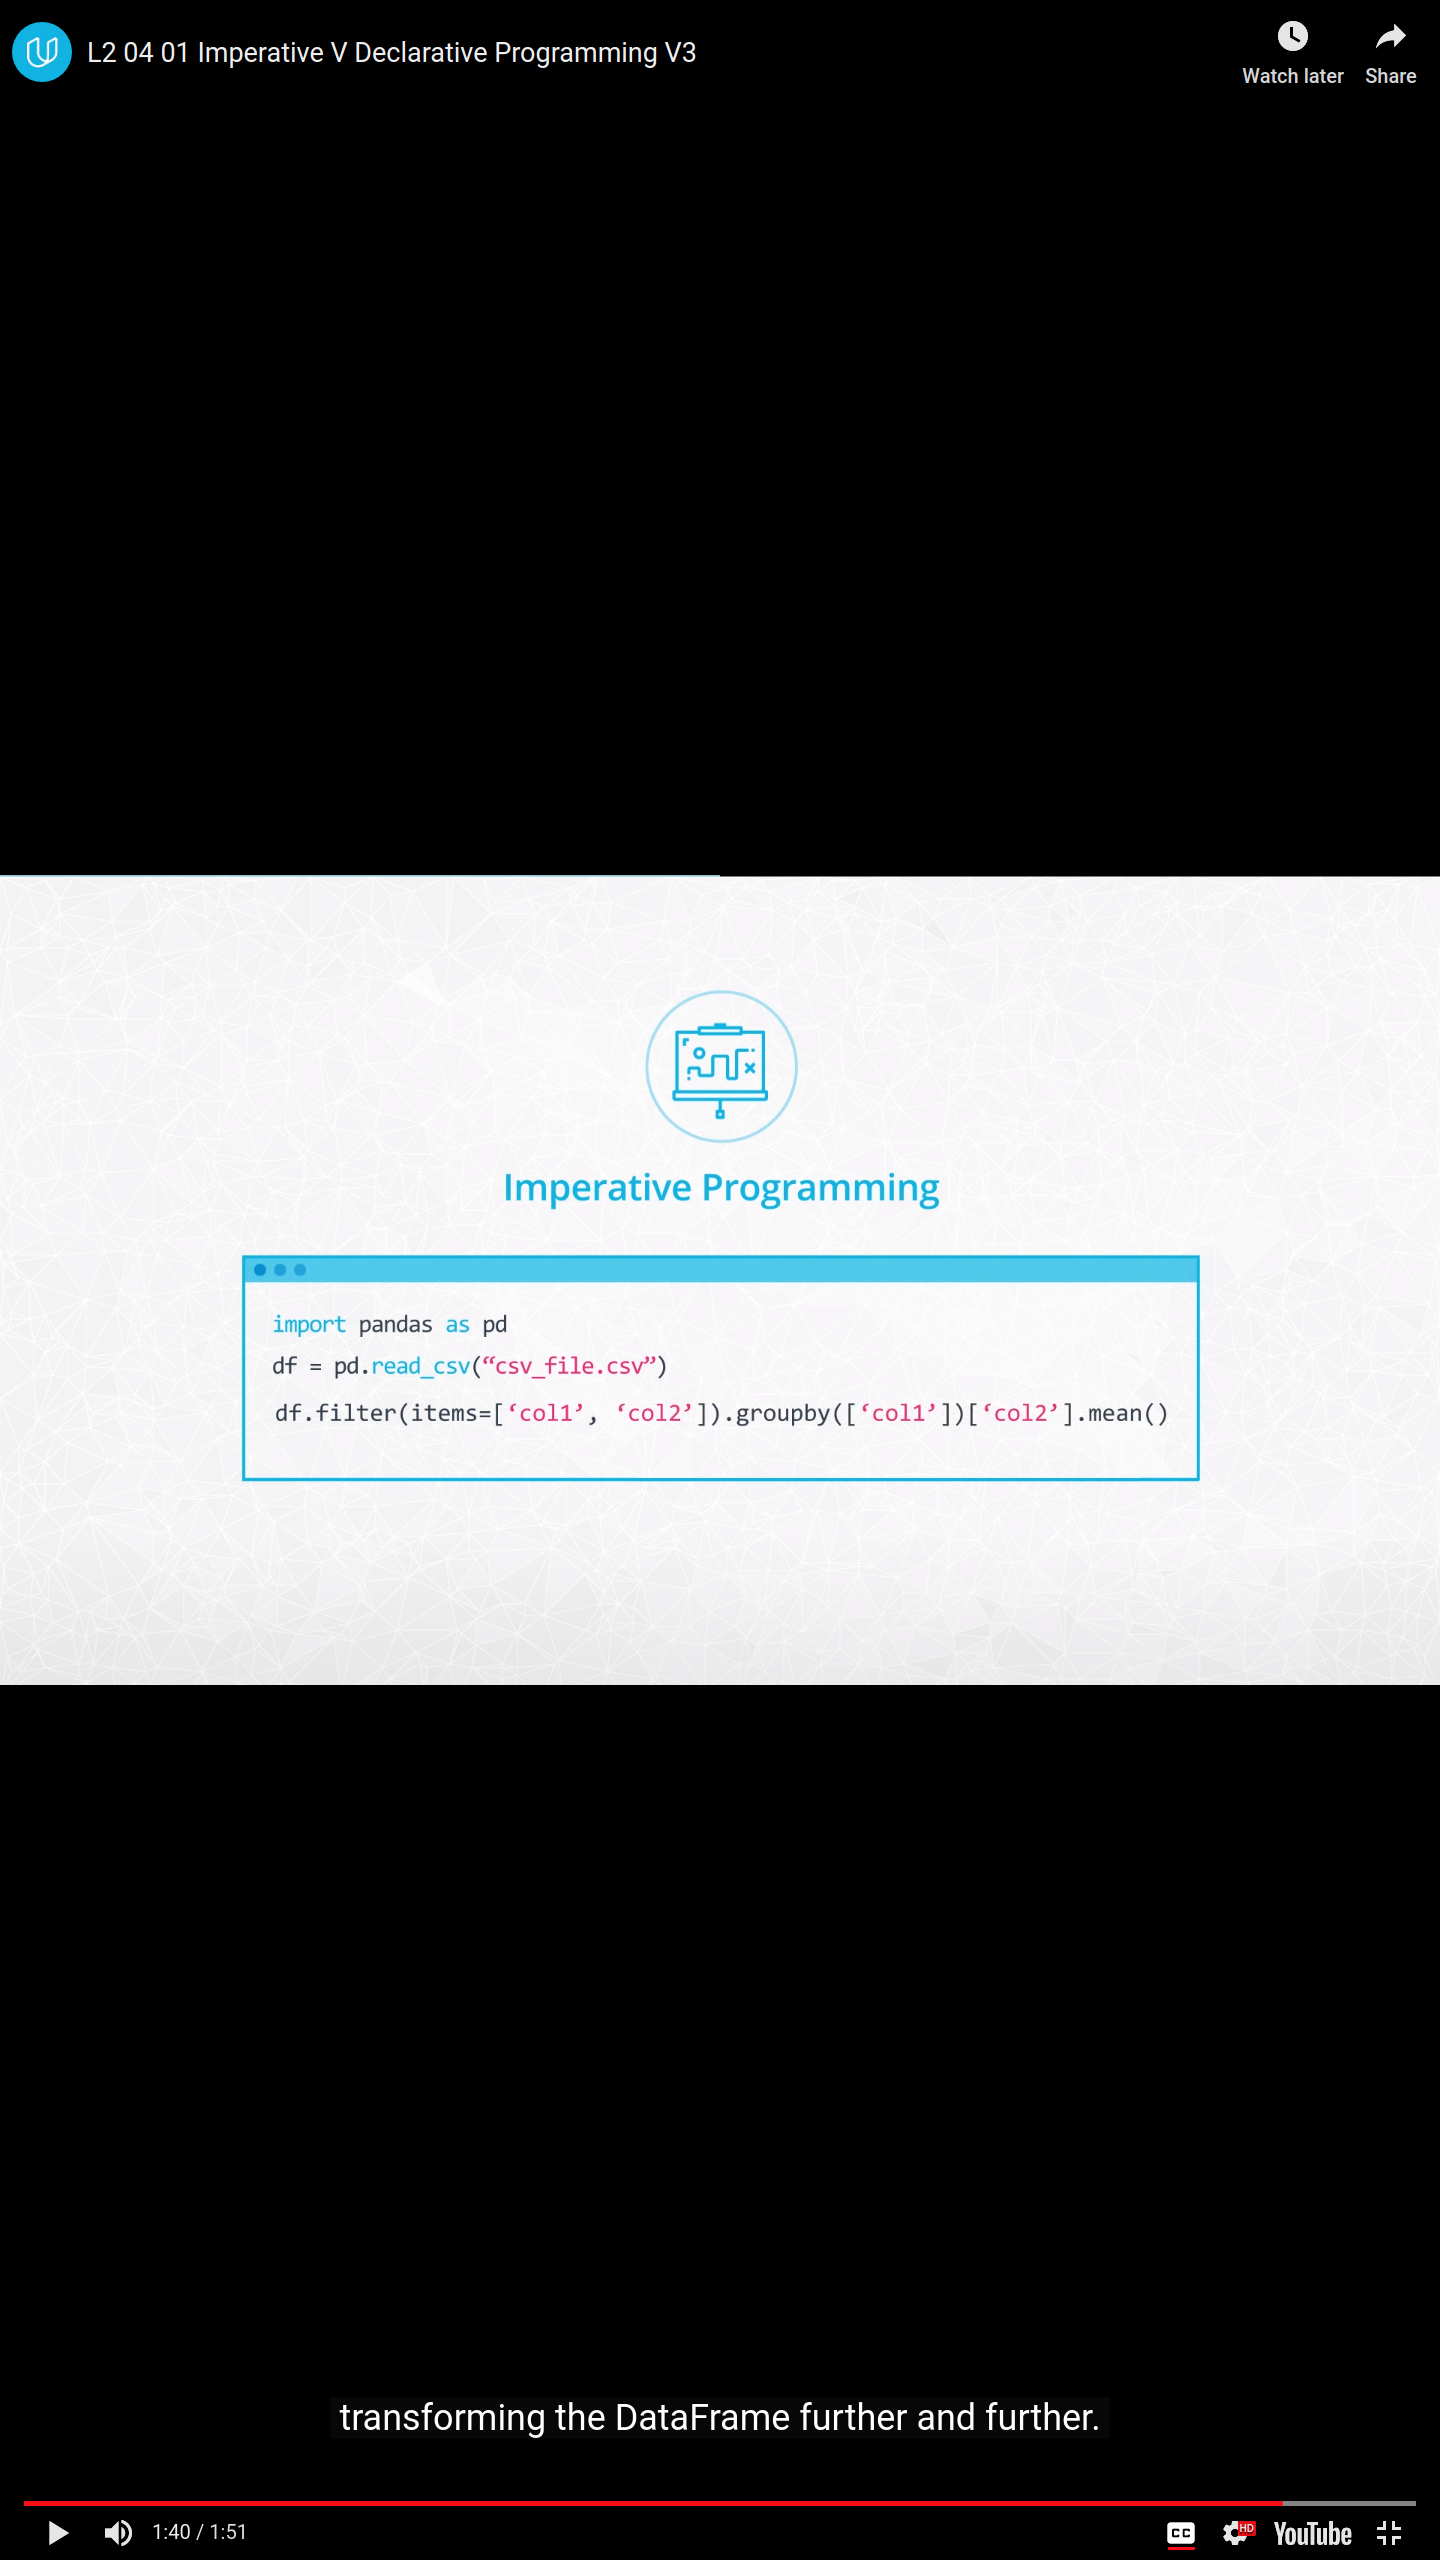 L2 04 01 Imperative V Declarative Programming V3
Watch later
Share
Imperative Programming
import pandas as pd
df = pd.read_csv(“csv_file.csv”)
df.filter(items=[‘col1’, ‘col2’]).groupby([‘col1’])[‘col2’].mean()
transforming the DataFrame further and further.
1:40 / 1:51
CC
HD
YouTube